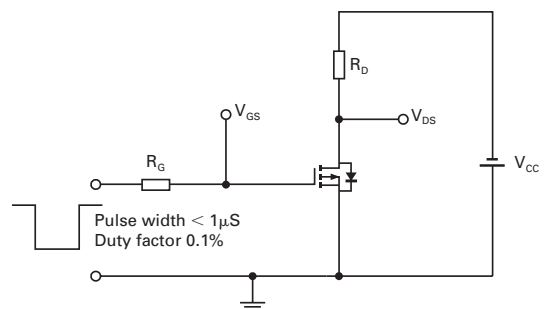 R_D
V_GS
V_DS
R_G
V_CC
Pulse width < 1μS
Duty factor 0.1%